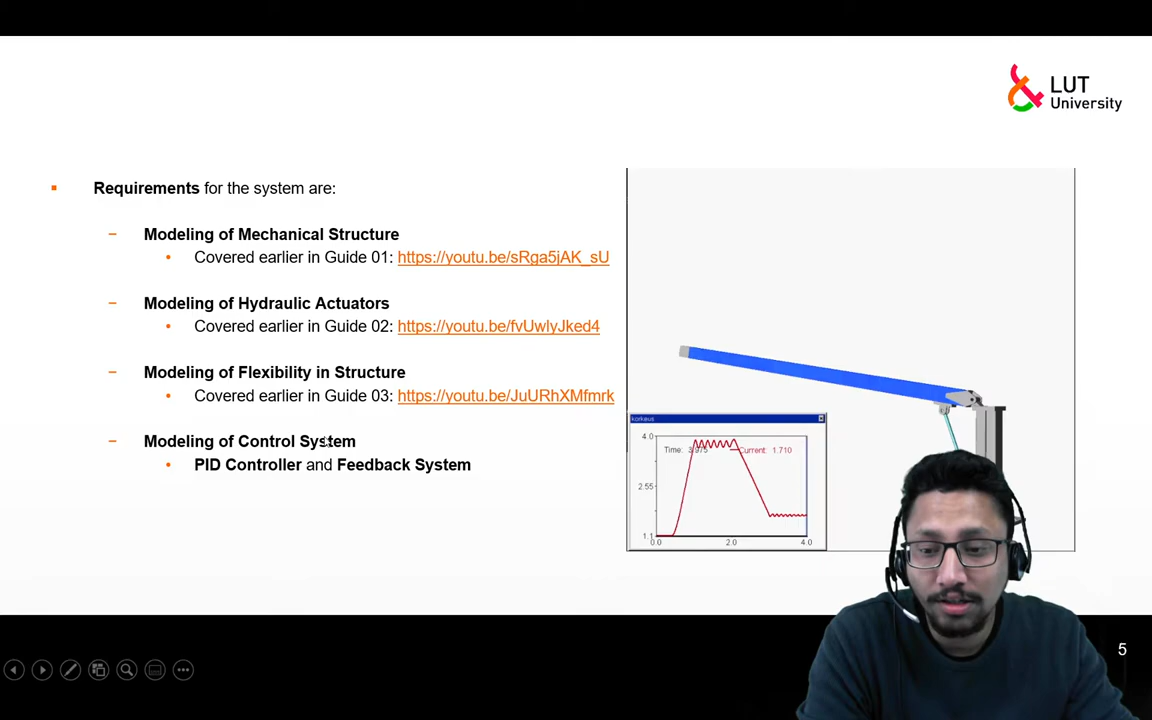 LUT
University
Requirements for the system are:
Modeling of Mechanical Structure
Covered earlier in Guide 01: https://youtu.be/sRga5jAK_sU
Modeling of Hydraulic Actuators
Covered earlier in Guide 02: https://youtu.be/fvUwlyJked4
Modeling of Flexibility in Structure
Covered earlier in Guide 03: https://youtu.be/JuURhXMfmrk
Modeling of Control System
PID Controller and Feedback System
korkeus
4.0
Time: 3.975 Current: 1.710
2.55
1.1
0.0 2.0 4.0
5